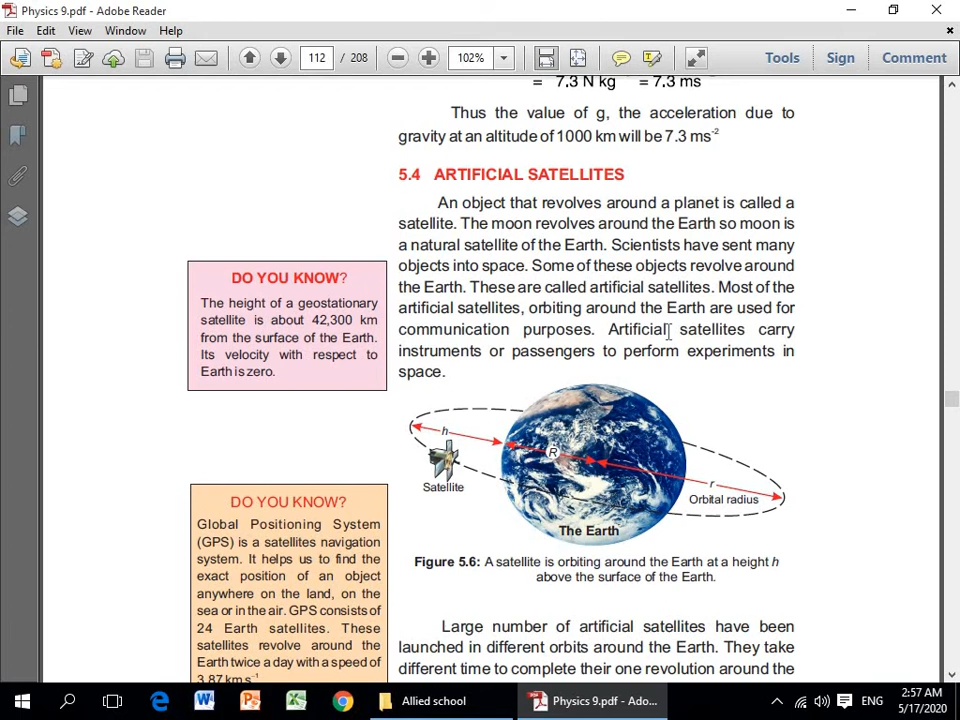 Physics 9.pdf - Adobe Reader
File Edit View Window Help
112 / 208 102% Tools Sign Comment
= 7.3 N kg = 7.3 ms
Thus the value of g, the acceleration due to
gravity at an altitude of 1000 km will be 7.3 ms-2
5.4 ARTIFICIAL SATELLITES
An object that revolves around a planet is called a
satellite. The moon revolves around the Earth so moon is
a natural satellite of the Earth. Scientists have sent many
objects into space. Some of these objects revolve around
the Earth. These are called artificial satellites. Most of the
artificial satellites, orbiting around the Earth are used for
communication purposes. Artificial satellites carry
instruments or passengers to perform experiments in
space.
DO YOU KNOW?
The height of a geostationary
satellite is about 42,300 km
from the surface of the Earth.
Its velocity with respect to
Earth is zero.
h
R
r
Satellite
Orbital radius
The Earth
Figure 5.6: A satellite is orbiting around the Earth at a height h
above the surface of the Earth.
DO YOU KNOW?
Global Positioning System
(GPS) is a satellites navigation
system. It helps us to find the
exact position of an object
anywhere on the land, on the
sea or in the air. GPS consists of
24 Earth satellites. These
satellites revolve around the
Earth twice a day with a speed of
3.87 km s-1
Large number of artificial satellites have been
launched in different orbits around the Earth. They take
different time to complete their one revolution around the
Allied school
Physics 9.pdf - Ado...
ENG
2:57 AM
5/17/2020